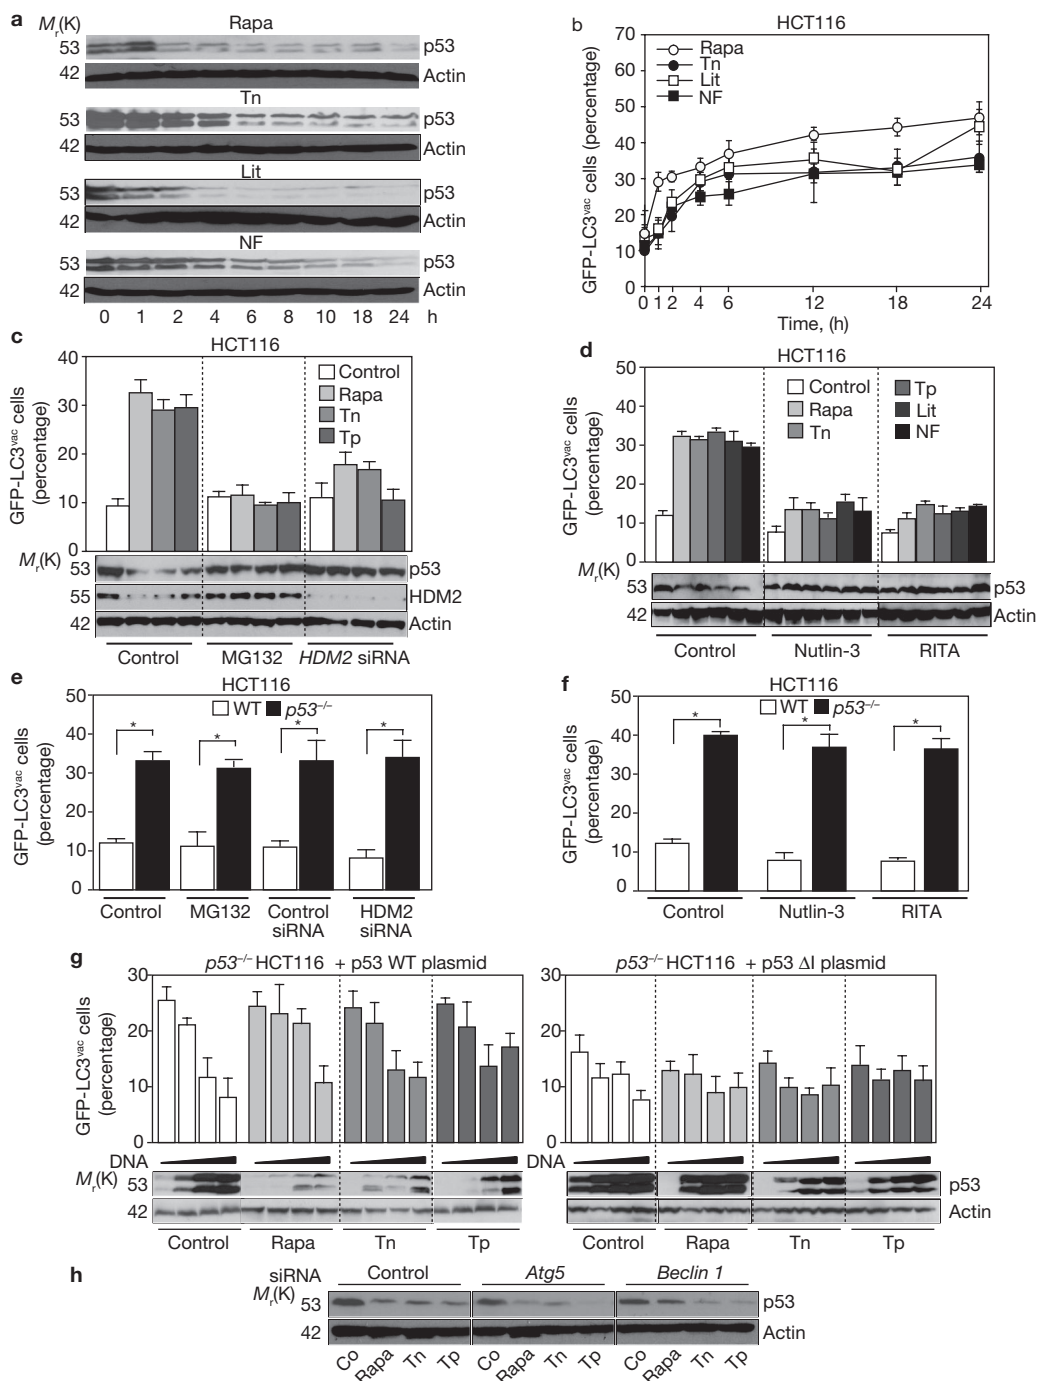 a
Mr(K)
Rapa
53
p53
42
Actin
Tn
53
p53
42
Actin
Lit
53
p53
42
Actin
NF
53
p53
42
Actin
0 1 2 4 6 8 10 18 24 h
b
HCT116
GFP-LC3vac cells (percentage)
70
60
50
40
30
20
10
0
Rapa
Tn
Lit
NF
0 1 2 4 6 12 18 24
Time, (h)
c
HCT116
GFP-LC3vac cells
(percentage)
40
30
20
10
0
Control
Rapa
Tn
Tp
Mr(K)
53
p53
55
HDM2
42
Actin
Control MG132 HDM2 siRNA
d
HCT116
GFP-LC3vac cells
(percentage)
50
40
30
20
10
0
Control
Rapa
Tn
Tp
Lit
NF
Mr(K)
53
p53
42
Actin
Control Nutlin-3 RITA
e
HCT116
WT p53–/–
GFP-LC3vac cells
(percentage)
50
40
30
20
10
0
* * * *
Control MG132 Control siRNA HDM2 siRNA
f
HCT116
WT p53–/–
GFP-LC3vac cells
(percentage)
50
40
30
20
10
0
* * *
Control Nutlin-3 RITA
g
p53–/– HCT116 + p53 WT plasmid
GFP-LC3vac cells
(percentage)
30
20
10
0
DNA
Mr(K)
53
42
Control Rapa Tn Tp
p53–/– HCT116 + p53 ΔI plasmid
30
20
10
0
DNA
p53
Actin
Control Rapa Tn Tp
h
siRNA Control Atg5 Beclin 1
Mr(K)
53
p53
42
Actin
Co Rapa Tn Tp Co Rapa Tn Tp Co Rapa Tn Tp